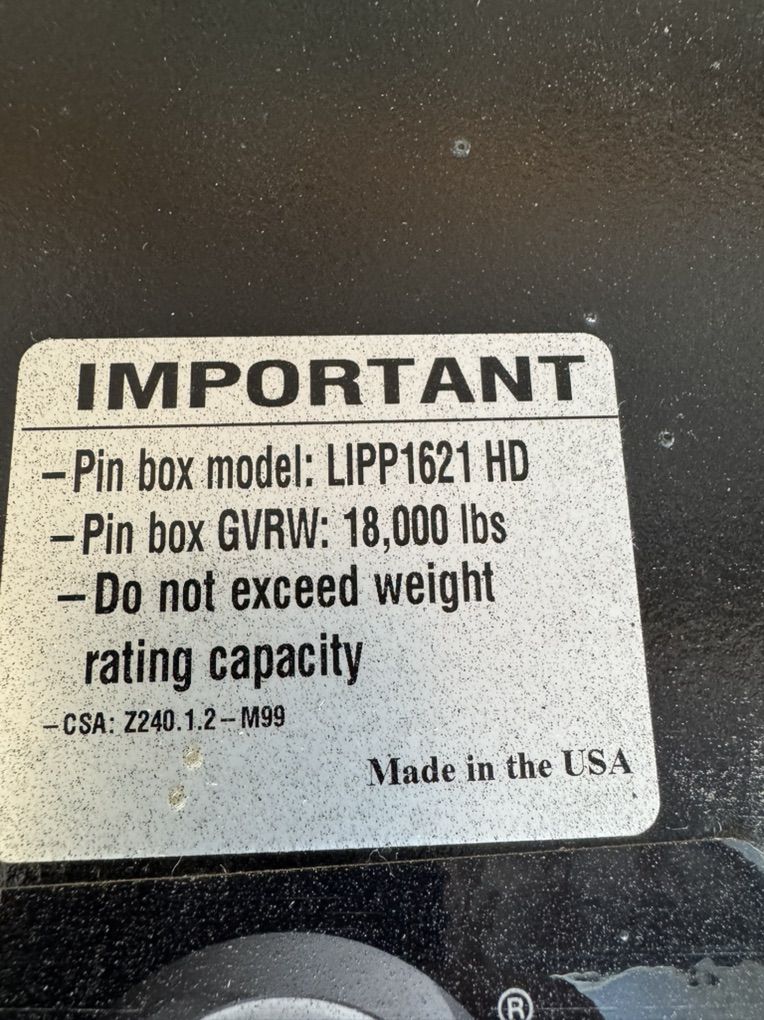 IMPORTANT
–Pin box model: LIPP1621 HD
–Pin box GVRW: 18,000 lbs
–Do not exceed weight
rating capacity
–CSA: Z240.1.2–M99
Made in the USA
®